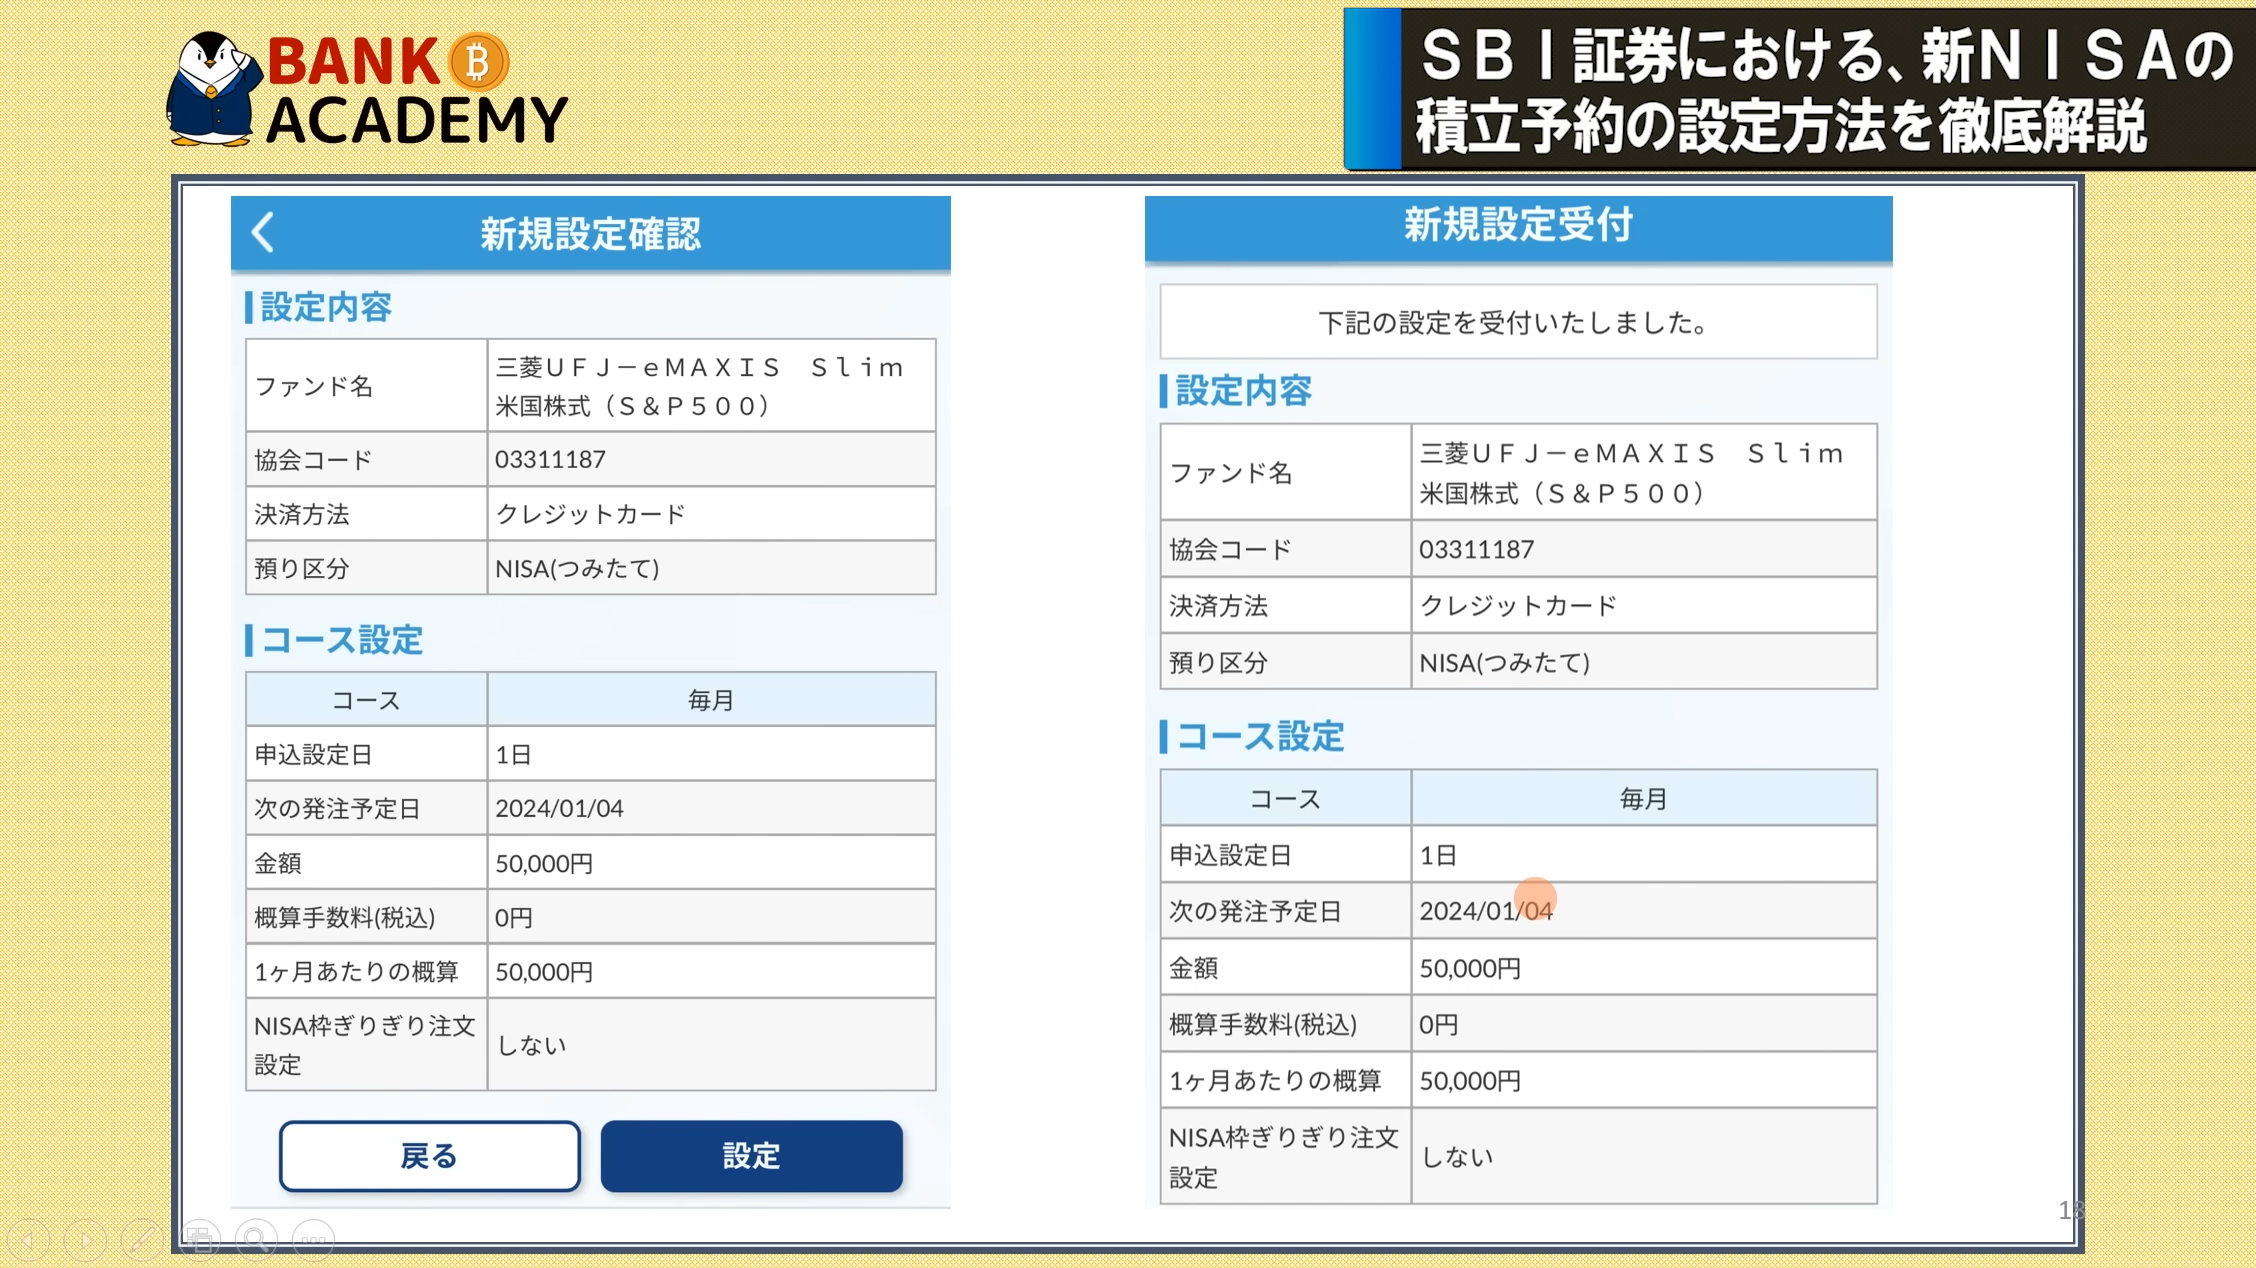 BANK
ACADEMY
ＳＢＩ証券における、新ＮＩＳＡの
積立予約の設定方法を徹底解説
新規設定確認
設定内容
ファンド名
三菱ＵＦＪ－ｅＭＡＸＩＳ　Ｓｌｉｍ
米国株式（Ｓ＆Ｐ５００）
協会コード
03311187
決済方法
クレジットカード
預り区分
NISA(つみたて)
コース設定
コース
毎月
申込設定日
1日
次の発注予定日
2024/01/04
金額
50,000円
概算手数料(税込)
0円
1ヶ月あたりの概算
50,000円
NISA枠ぎりぎり注文
設定
しない
戻る
設定
新規設定受付
下記の設定を受付いたしました。
設定内容
ファンド名
三菱ＵＦＪ－ｅＭＡＸＩＳ　Ｓｌｉｍ
米国株式（Ｓ＆Ｐ５００）
協会コード
03311187
決済方法
クレジットカード
預り区分
NISA(つみたて)
コース設定
コース
毎月
申込設定日
1日
次の発注予定日
2024/01/04
金額
50,000円
概算手数料(税込)
0円
1ヶ月あたりの概算
50,000円
NISA枠ぎりぎり注文
設定
しない
18